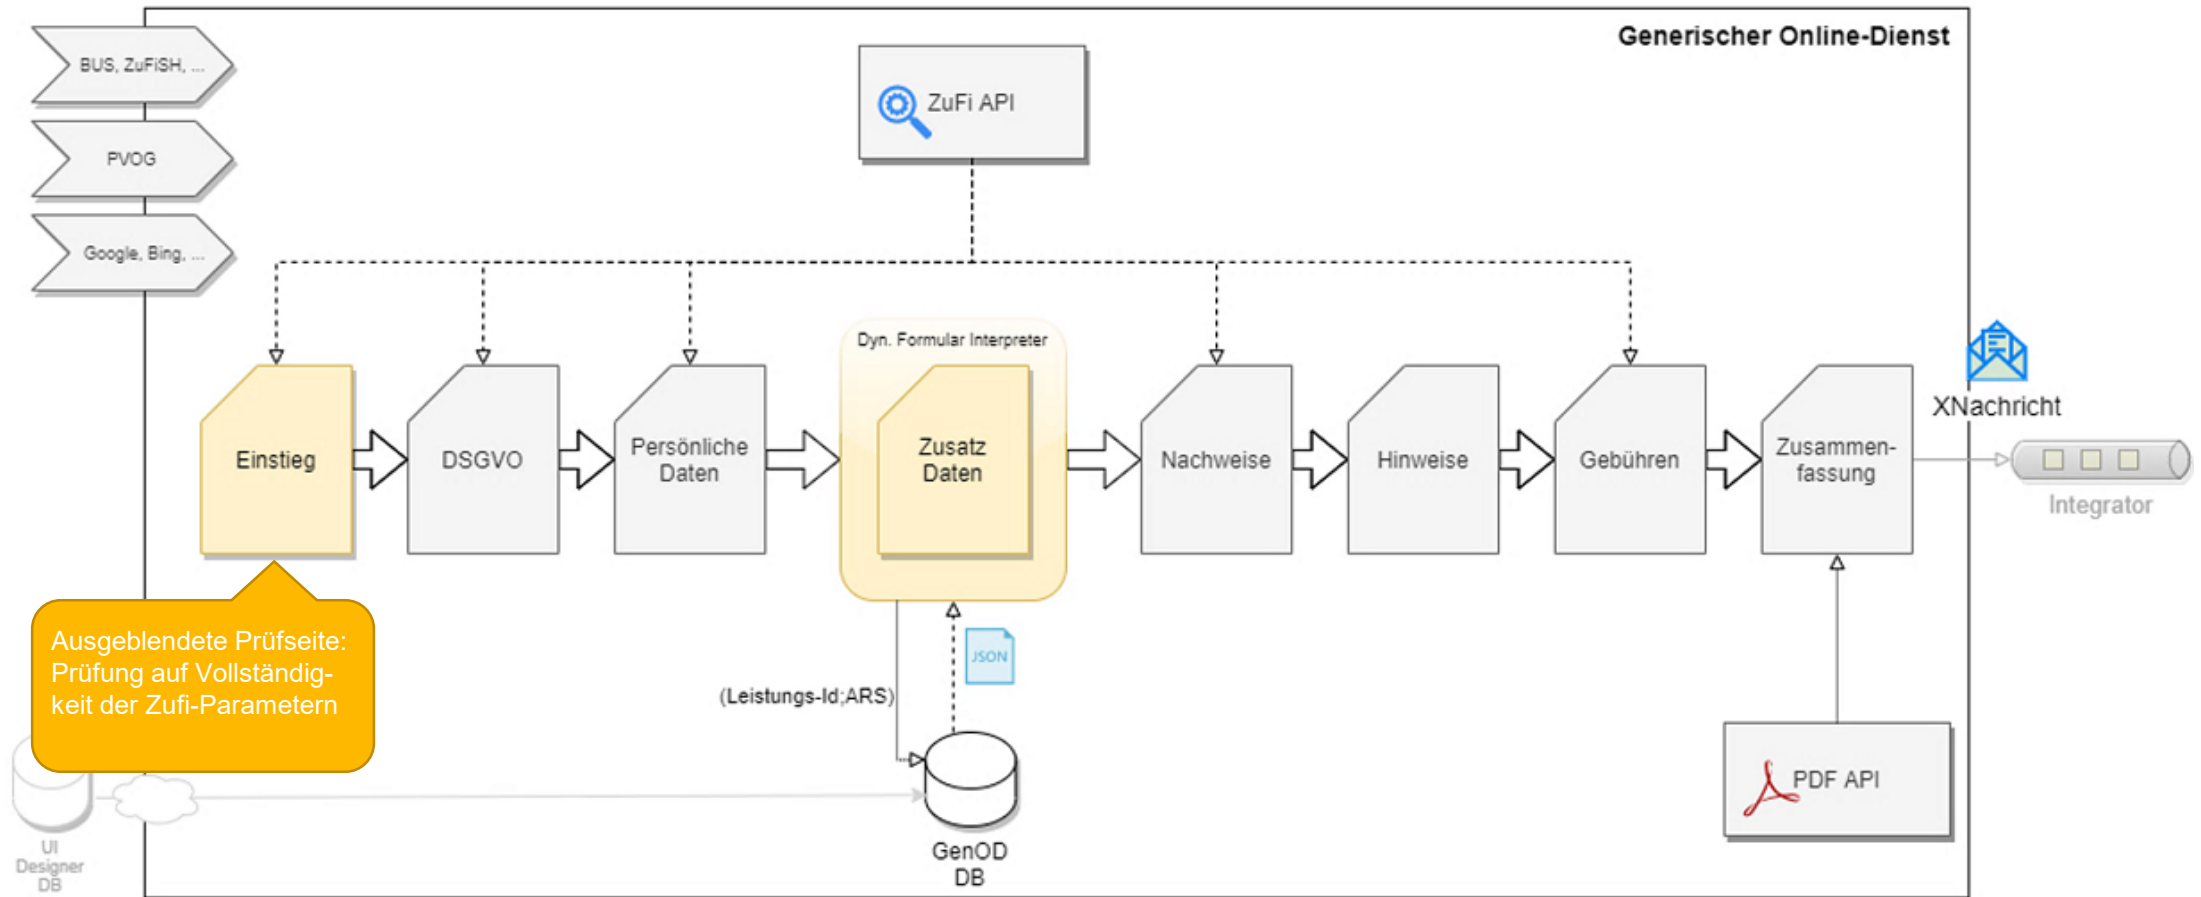 Generischer Online-Dienst
BUS, ZuFiSH, ...
PVOG
Google, Bing, ...
ZuFi API
Dyn. Formular Interpreter
Einstieg
DSGVO
Persönliche
Daten
Zusatz
Daten
Nachweise
Hinweise
Gebühren
Zusammen-
fassung
XNachricht
Integrator
Ausgeblendete Prüfseite:
Prüfung auf Vollständig-
keit der Zufi-Parametern
JSON
(Leistungs-Id;ARS)
PDF API
UI
Designer
DB
GenOD
DB